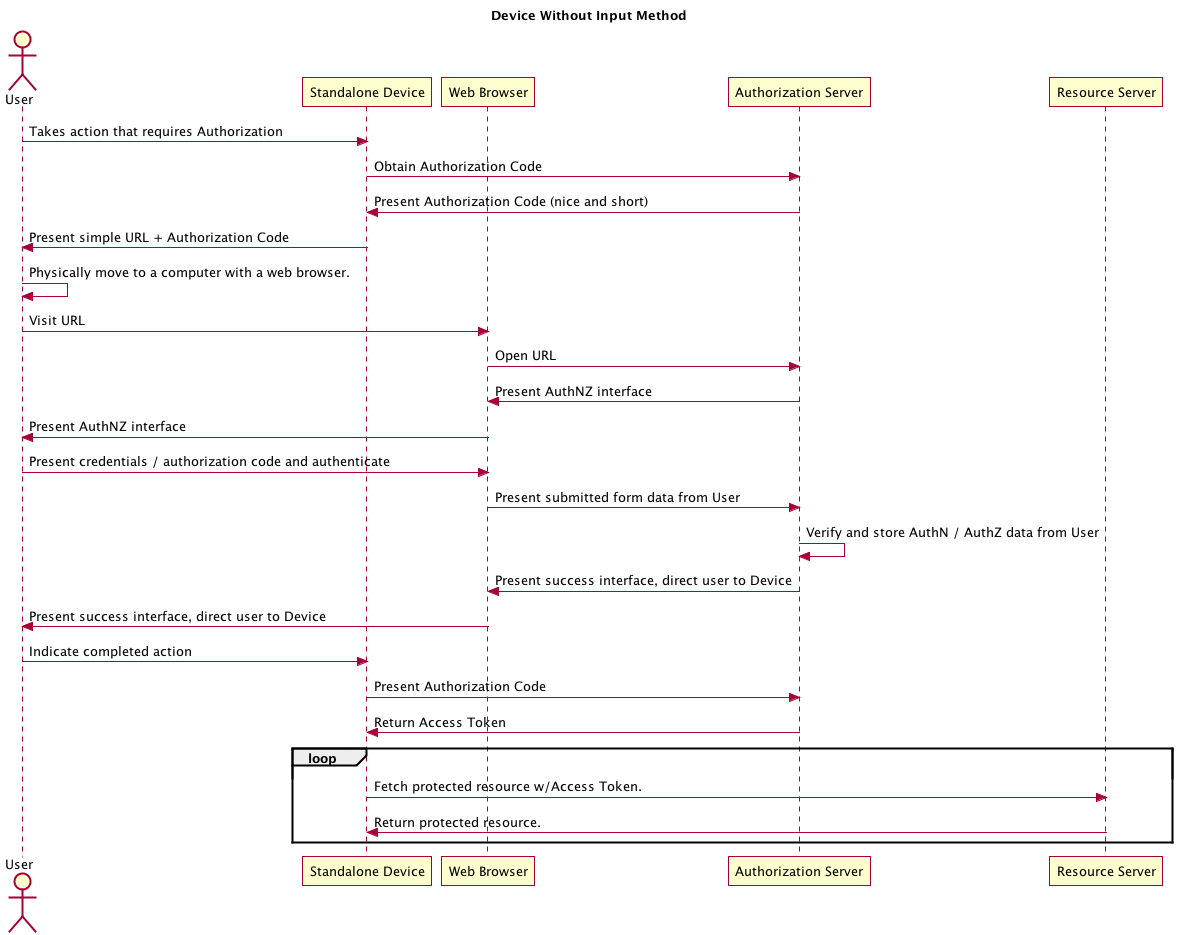 Device Without Input Method
User
Standalone Device
Web Browser
Authorization Server
Resource Server
Takes action that requires Authorization
Obtain Authorization Code
Present Authorization Code (nice and short)
Present simple URL + Authorization Code
Physically move to a computer with a web browser.
Visit URL
Open URL
Present AuthNZ interface
Present AuthNZ interface
Present credentials / authorization code and authenticate
Present submitted form data from User
Verify and store AuthN / AuthZ data from User
Present success interface, direct user to Device
Present success interface, direct user to Device
Indicate completed action
Present Authorization Code
Return Access Token
loop
Fetch protected resource w/Access Token.
Return protected resource.
User
Standalone Device
Web Browser
Authorization Server
Resource Server